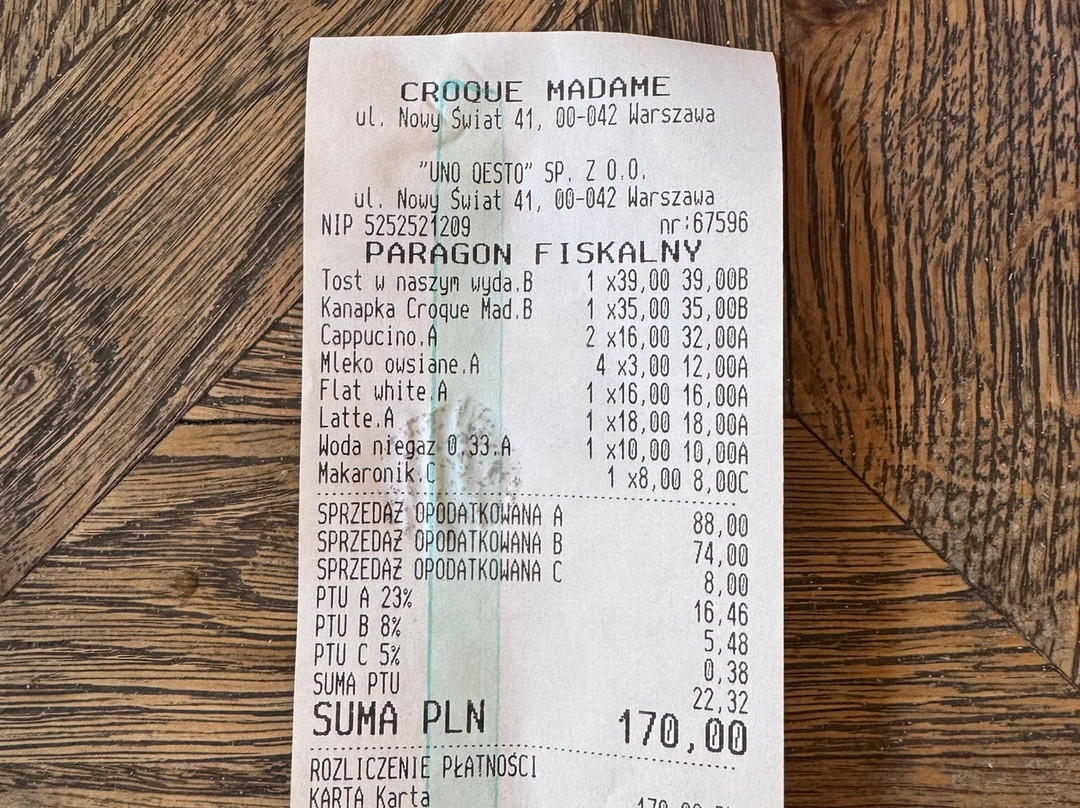 CROQUE MADAME
ul. Nowy Świat 41, 00-042 Warszawa
"UNO QESTO" SP. Z O.O.
ul. Nowy Świat 41, 00-042 Warszawa
NIP 5252521209 nr:67596
PARAGON FISKALNY
Tost w naszym wyda.B 1 x39,00 39,00B
Kanapka Croque Mad.B 1 x35,00 35,00B
Cappucino.A 2 x16,00 32,00A
Mleko owsiane.A 4 x3,00 12,00A
Flat white.A 1 x16,00 16,00A
Latte.A 1 x18,00 18,00A
Woda niegaz 0.33.A 1 x10,00 10,00A
Makaronik.C 1 x8,00 8,00C
SPRZEDAŻ OPODATKOWANA A 88,00
SPRZEDAŻ OPODATKOWANA B 74,00
SPRZEDAŻ OPODATKOWANA C 8,00
PTU A 23% 16,46
PTU B 8% 5,48
PTU C 5% 0,38
SUMA PTU 22,32
SUMA PLN 170,00
ROZLICZENIE PŁATNOŚCI
KARTA Karta